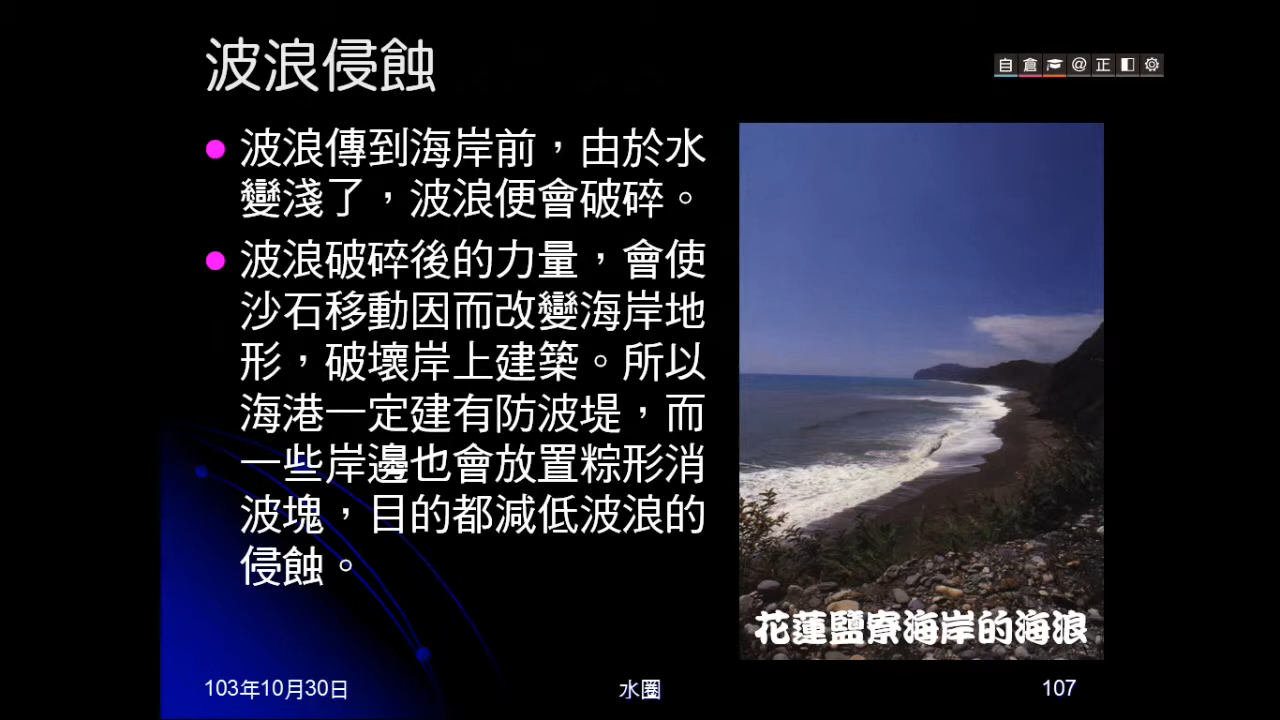 波浪侵蝕
自倉@正
波浪傳到海岸前，由於水
變淺了，波浪便會破碎。
波浪破碎後的力量，會使
沙石移動因而改變海岸地
形，破壞岸上建築。所以
海港一定建有防波堤，而
一些岸邊也會放置粽形消
波塊，目的都減低波浪的
侵蝕。
花蓮鹽寮海岸的海浪
103年10月30日
水圈
107